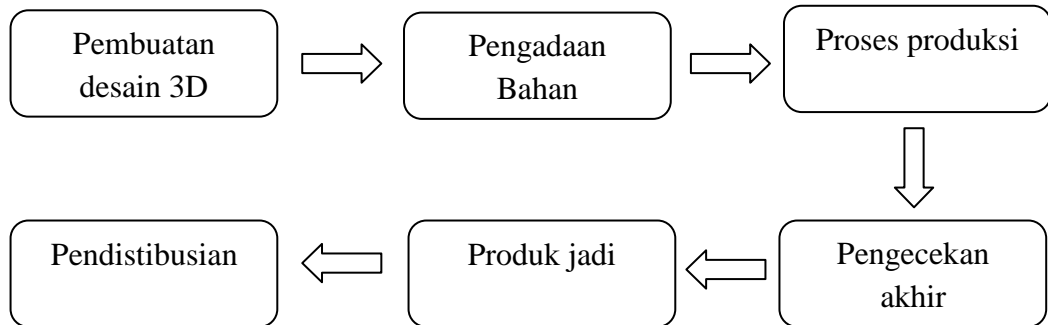 Pembuatan
desain 3D
Pengadaan
Bahan
Proses produksi
Pengecekan
akhir
Produk jadi
Pendistibusian